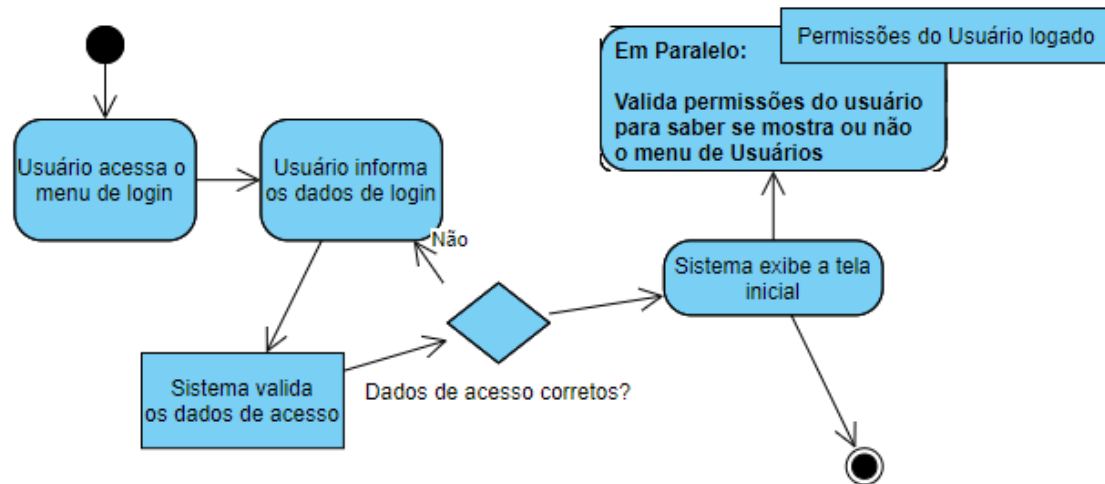 Permissões do Usuário logado
Em Paralelo:
Valida permissões do usuário
para saber se mostra ou não
o menu de Usuários
Usuário acessa o
menu de login
Usuário informa
os dados de login
Não
Sistema exibe a tela
inicial
Sistema valida
os dados de acesso
Dados de acesso corretos?